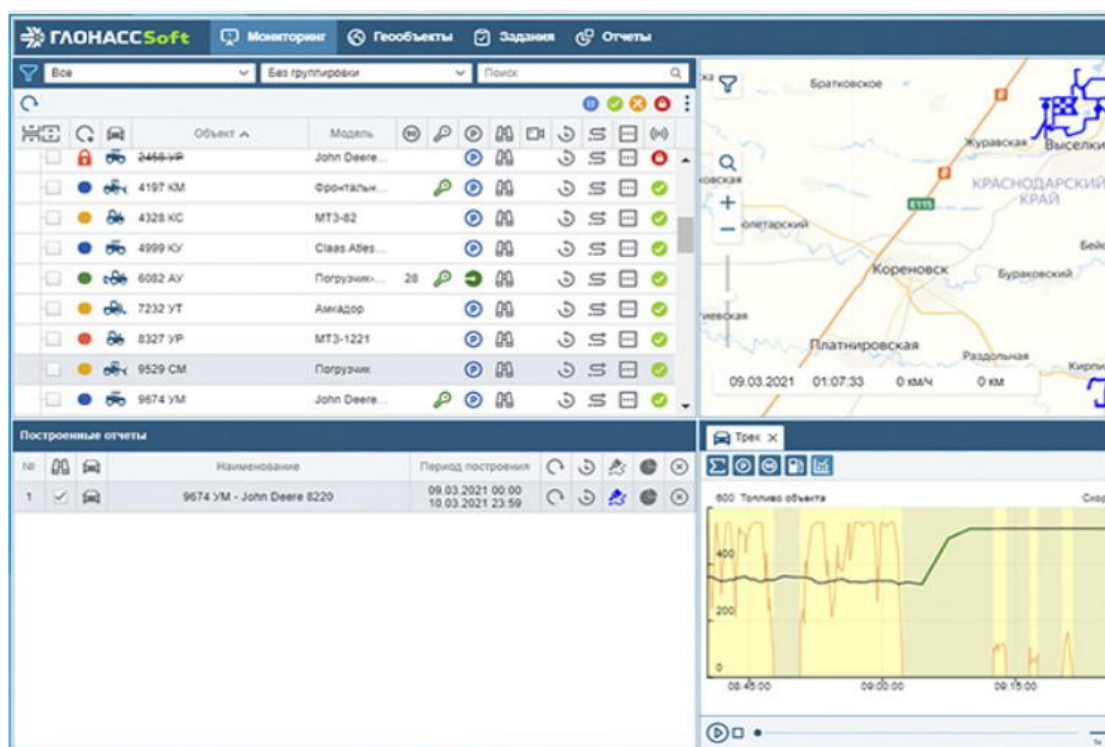 ГЛОНАССSoft Мониторинг Геообъекты Задания Отчеты
Все Без группировки Поиск
Объект Модель
2458 УР John Deere...
4197 КМ Фронтальн...
4328 КС МТЗ-82
4999 КУ Claas Atles...
6082 АУ Погрузчик-... 28
7232 УТ Амкадор
8327 УР МТЗ-1221
9529 СМ Погрузчик
9674 УМ John Deere...
Братковское
Журавская
Выселки
КРАСНОДАРСКИЙ
КРАЙ
E115
Кореновск
Бураковский
Платнировская
Раздольная
09.03.2021 01:07:33 0 км/ч 0 км
Построенные отчеты
№ Наименование Период построения
1 9674 УМ - John Deere 8220 09.03.2021 00:00
10.03.2021 23:59
Трек
600 Топливо объекта
400
200
0
08:45:00 09:00:00 09:15:00
1x